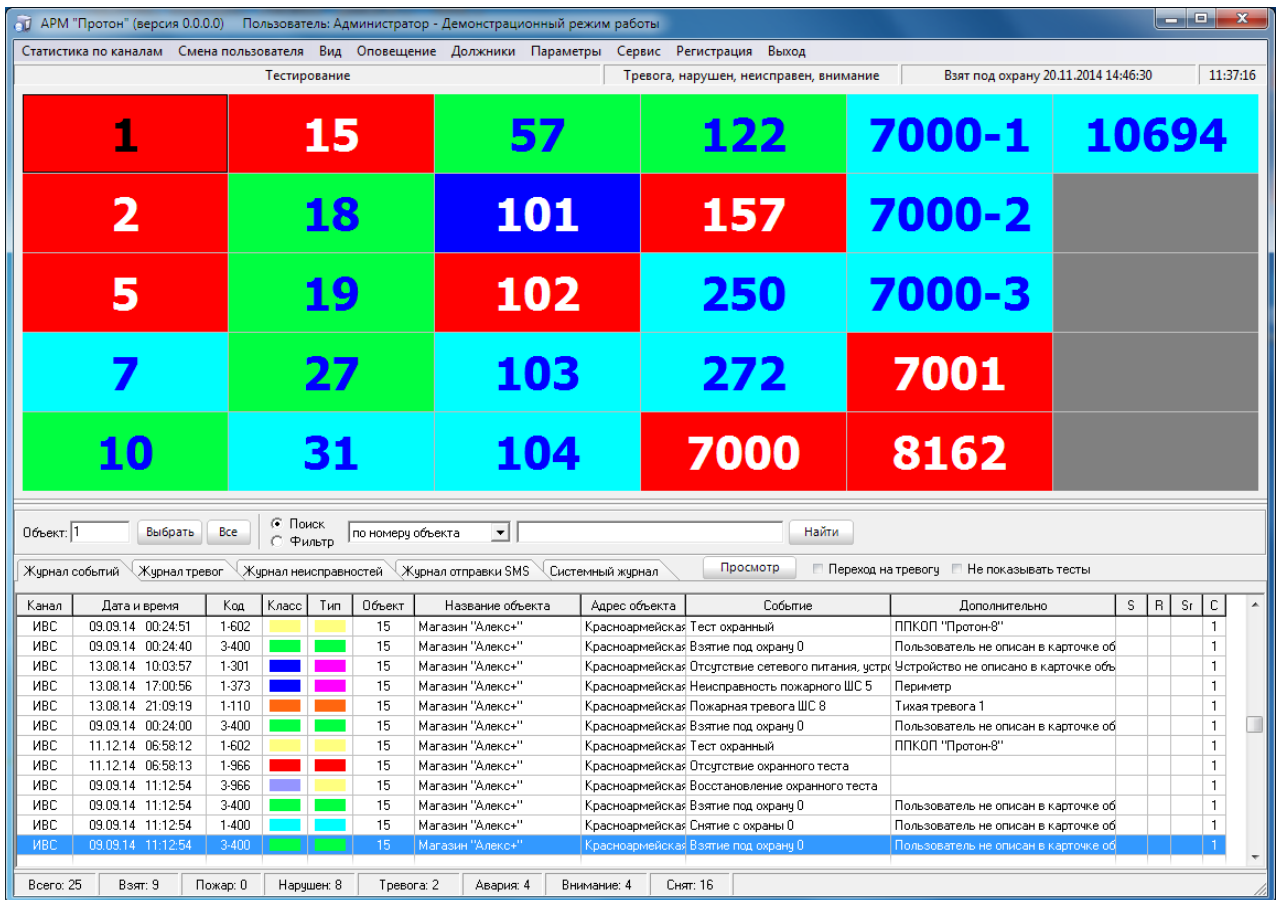 АРМ "Протон" (версия 0.0.0.0) Пользователь: Администратор - Демонстрационный режим работы
Статистика по каналам Смена пользователя Вид Оповещение Должники Параметры Сервис Регистрация Выход
Тестирование Тревога, нарушен, неисправен, внимание Взят под охрану 20.11.2014 14:46:30 11:37:16
1 15 57 122 7000-1 10694
2 18 101 157 7000-2
5 19 102 250 7000-3
7 27 103 272 7001
10 31 104 7000 8162
Объект: 1 Выбрать Все Поиск Фильтр по номеру объекта Найти
Журнал событий Журнал тревог Журнал неисправностей Журнал отправки SMS Системный журнал Просмотр Переход на тревогу Не показывать тесты
Канал Дата и время Код Класс Тип Объект Название объекта Адрес объекта Событие Дополнительно S R Sr C
ИВС 09.09.14 00:24:51 1-602 15 Магазин "Алекс+" Красноармейская Тест охранный ППКОП "Протон-8" 1
ИВС 09.09.14 00:24:40 3-400 15 Магазин "Алекс+" Красноармейская Взятие под охрану 0 Пользователь не описан в карточке об 1
ИВС 13.08.14 10:03:57 1-301 15 Магазин "Алекс+" Красноармейская Отсутствие сетевого питания, устро Устройство не описано в карточке объ 1
ИВС 13.08.14 17:00:56 1-373 15 Магазин "Алекс+" Красноармейская Неисправность пожарного ШС 5 Периметр 1
ИВС 13.08.14 21:09:19 1-110 15 Магазин "Алекс+" Красноармейская Пожарная тревога ШС 8 Тихая тревога 1 1
ИВС 09.09.14 00:24:00 3-400 15 Магазин "Алекс+" Красноармейская Взятие под охрану 0 Пользователь не описан в карточке об 1
ИВС 11.12.14 06:58:12 1-602 15 Магазин "Алекс+" Красноармейская Тест охранный ППКОП "Протон-8" 1
ИВС 11.12.14 06:58:13 1-966 15 Магазин "Алекс+" Красноармейская Отсутствие охранного теста 1
ИВС 09.09.14 11:12:54 3-966 15 Магазин "Алекс+" Красноармейская Восстановление охранного теста 1
ИВС 09.09.14 11:12:54 3-400 15 Магазин "Алекс+" Красноармейская Взятие под охрану 0 Пользователь не описан в карточке об 1
ИВС 09.09.14 11:12:54 1-400 15 Магазин "Алекс+" Красноармейская Снятие с охраны 0 Пользователь не описан в карточке об 1
ИВС 09.09.14 11:12:54 3-400 15 Магазин "Алекс+" Красноармейская Взятие под охрану 0 Пользователь не описан в карточке об 1
Всего: 25 Взят: 9 Пожар: 0 Нарушен: 8 Тревога: 2 Авария: 4 Внимание: 4 Снят: 16